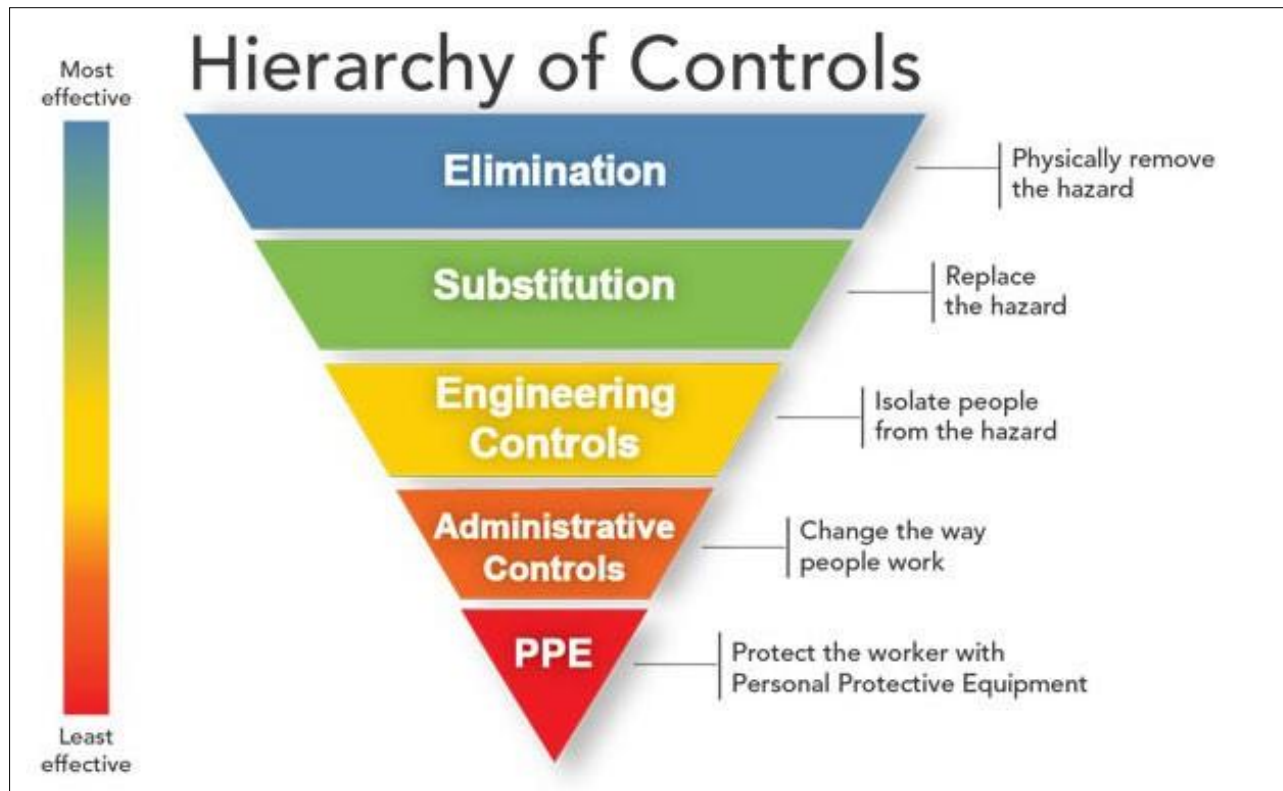 Hierarchy of Controls
Most
effective
Elimination
Physically remove
the hazard
Substitution
Replace
the hazard
Engineering
Controls
Isolate people
from the hazard
Administrative
Controls
Change the way
people work
PPE
Protect the worker with
Personal Protective Equipment
Least
effective